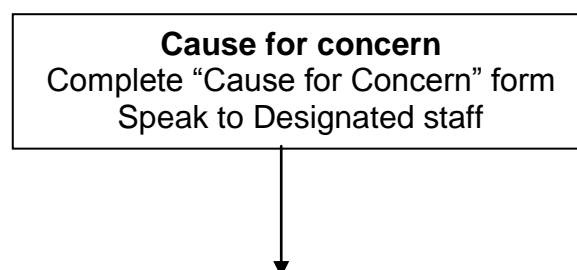 Cause for concern
Complete “Cause for Concern” form
Speak to Designated staff